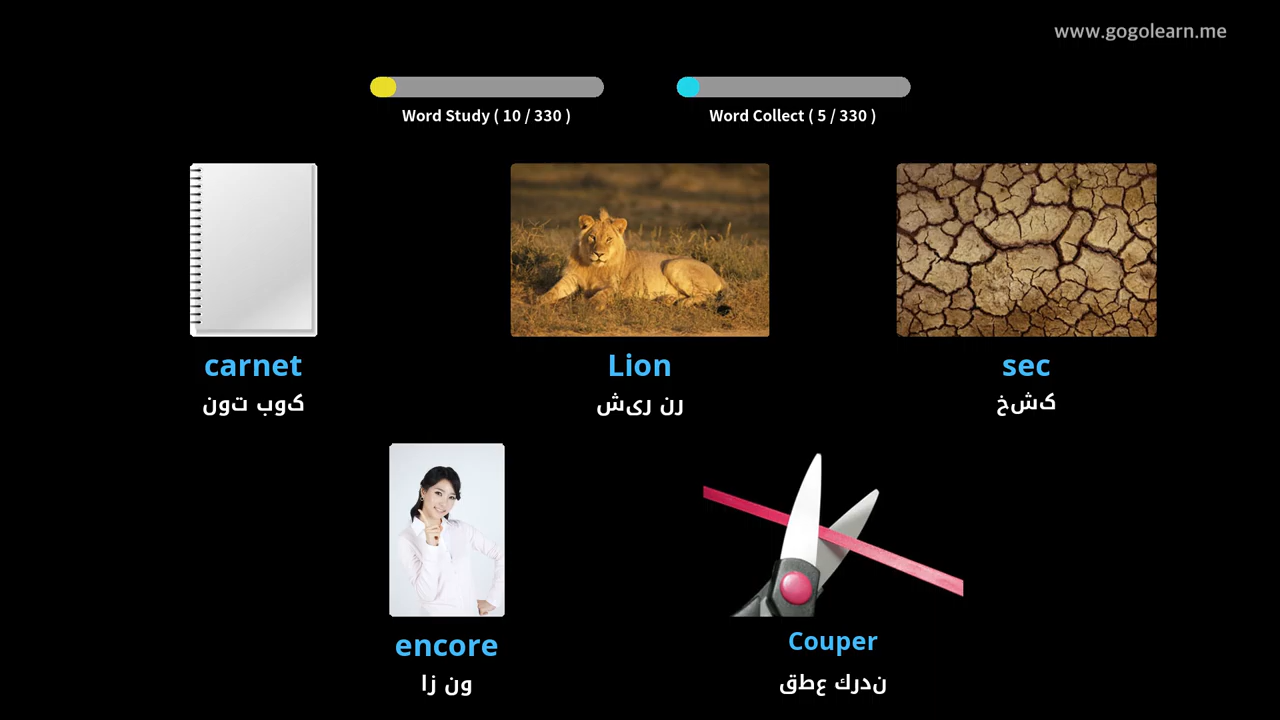 www.gogolearn.me
Word Study ( 10 / 330 )
Word Collect ( 5 / 330 )
carnet
کوب تون
Lion
رن ریش
sec
کشخ
encore
ون زا
Couper
ندرك عطق